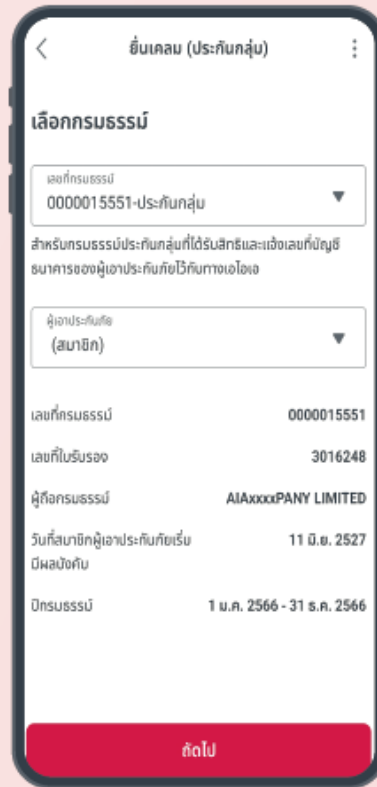 ยื่นเคลม (ประกันกลุ่ม)
เลือกกรมธรรม์
เลขที่กรมธรรม์
0000015551-ประกันกลุ่ม
สำหรับกรมธรรม์ประกันกลุ่มที่ได้รับสิทธิและแจ้งเลขที่บัญชี
ธนาคารของผู้เอาประกันภัยไว้กับทางเอไอเอ
ผู้เอาประกันภัย
(สมาชิก)
เลขที่กรมธรรม์ 0000015551
เลขที่ใบรับรอง 3016248
ผู้ถือกรมธรรม์ AIAxxxxPANY LIMITED
วันที่สมาชิกผู้เอาประกันภัยเริ่ม 11 มิ.ย. 2527
มีผลบังคับ
ปีกรมธรรม์ 1 ม.ค. 2566 - 31 ธ.ค. 2566
ถัดไป